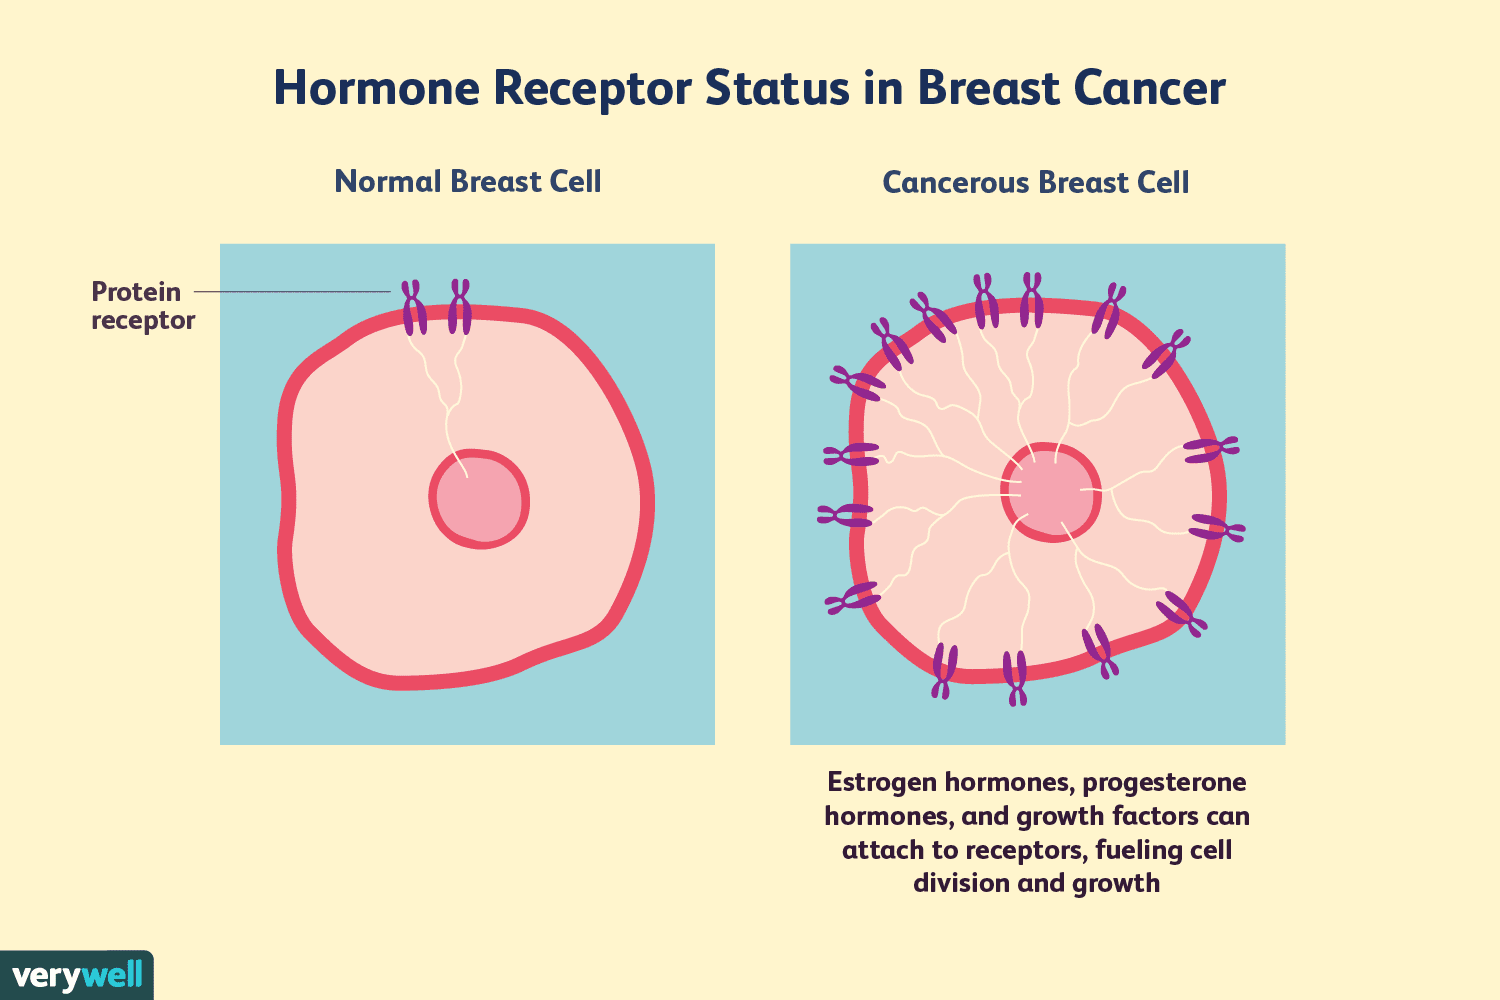 Hormone Receptor Status in Breast Cancer
Normal Breast Cell
Cancerous Breast Cell
Protein
receptor
Estrogen hormones, progesterone
hormones, and growth factors can
attach to receptors, fueling cell
division and growth
verywell